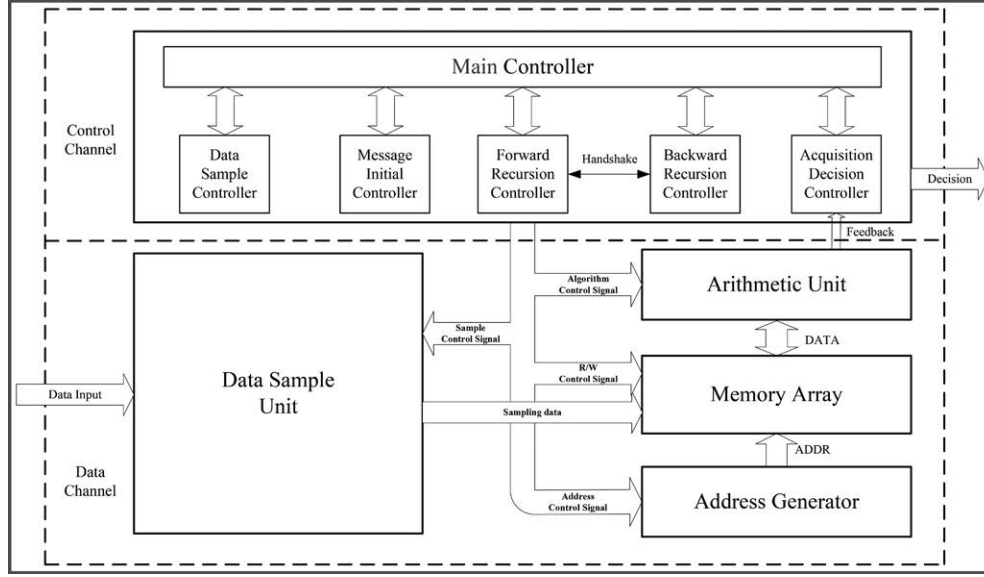 Main Controller
Control
Channel
Data
Sample
Controller
Message
Initial
Controller
Forward
Recursion
Controller
Handshake
Backward
Recursion
Controller
Acquisition
Decision
Controller
Decision
Feedback
Algorithm
Control Signal
Arithmetic Unit
Sample
Control Signal
DATA
R/W
Control Signal
Data Input
Data Sample
Unit
Sampling data
Memory Array
ADDR
Data
Channel
Address
Control Signal
Address Generator